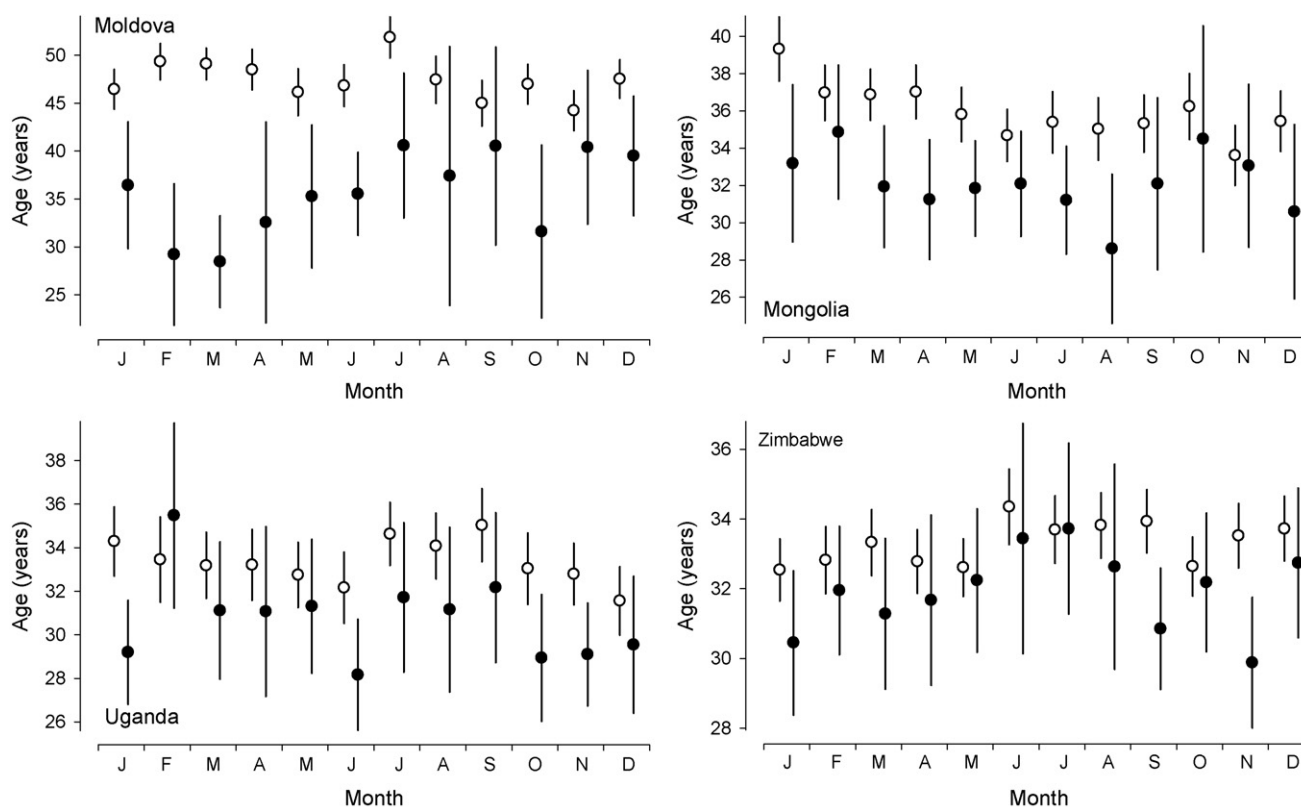 Moldova
Age (years)
50
45
40
35
30
25
J F M A M J J A S O N D
Month
Mongolia
Age (years)
40
38
36
34
32
30
28
26
J F M A M J J A S O N D
Month
Uganda
Age (years)
38
36
34
32
30
28
26
J F M A M J J A S O N D
Month
Zimbabwe
Age (years)
36
34
32
30
28
J F M A M J J A S O N D
Month